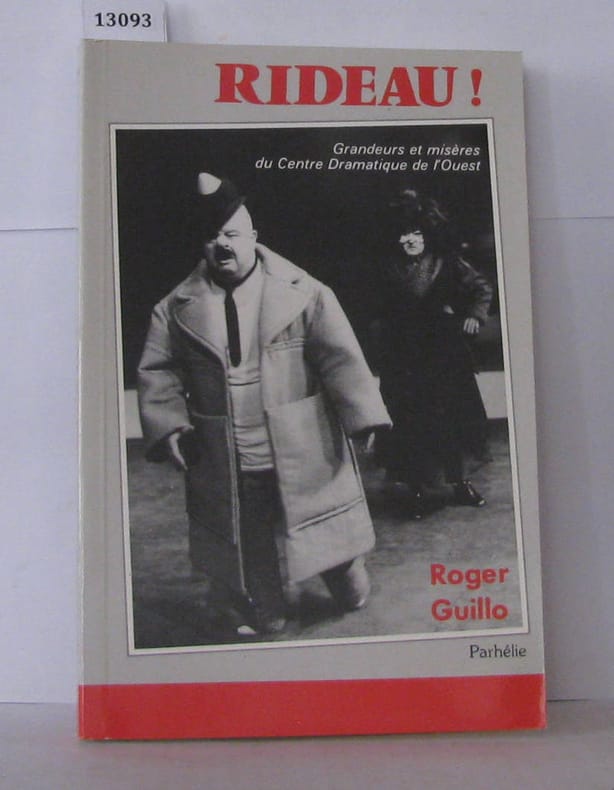 13093
RIDEAU !
Grandeurs et misères
du Centre Dramatique de l'Ouest
Roger
Guillo
Parhélie